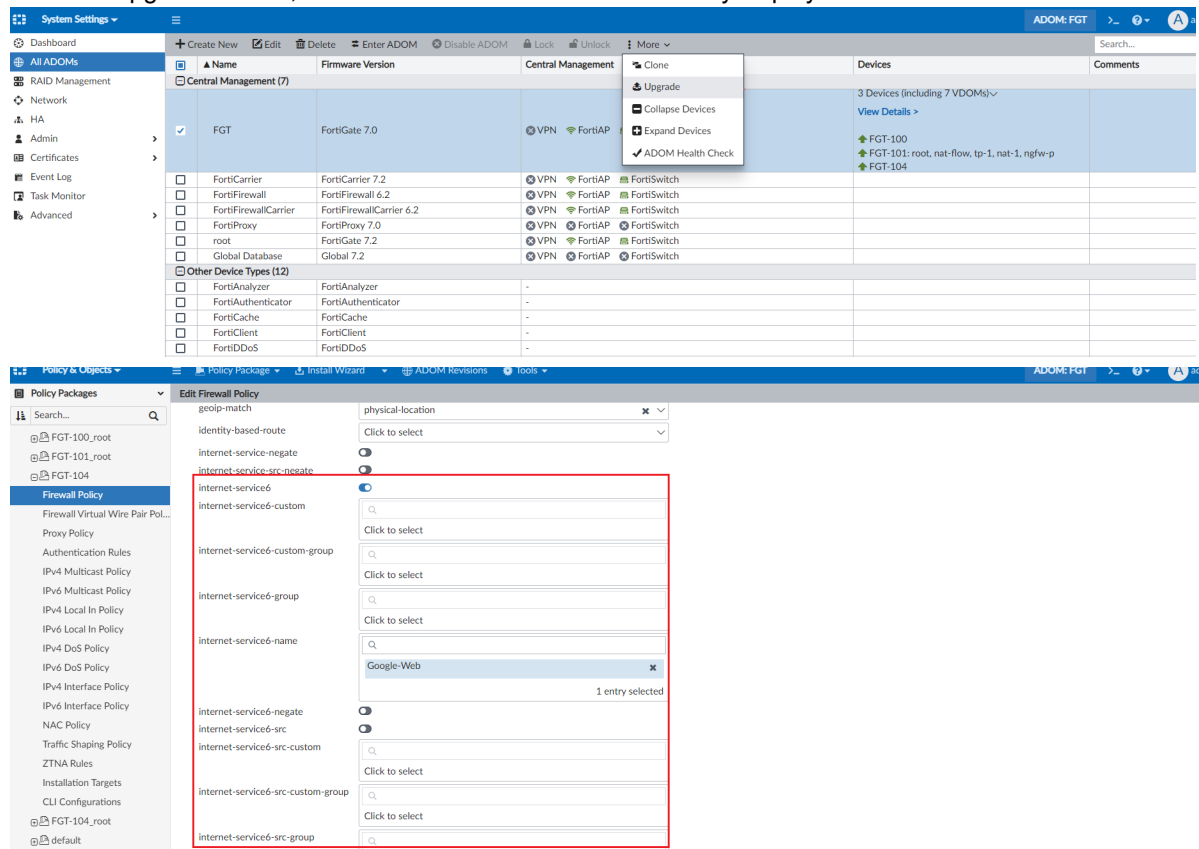 System Settings
ADOM: FGT
A
Dashboard
Create New Edit Delete Enter ADOM Disable ADOM Lock Unlock More
Search...
All ADOMs
Name Firmware Version Central Management Devices Comments
Clone
RAID Management
Central Management (7)
Upgrade
3 Devices (including 7 VDOMs)
Network
View Details >
Collapse Devices
HA
Admin
FGT FortiGate 7.0 VPN FortiAP
Expand Devices
FGT-100
FGT-101: root, nat-flow, tp-1, nat-1, ngfw-p
FGT-104
ADOM Health Check
Certificates
Event Log
Task Monitor
Advanced
FortiCarrier FortiCarrier 7.2 VPN FortiAP FortiSwitch
FortiFirewall FortiFirewall 6.2 VPN FortiAP FortiSwitch
FortiFirewallCarrier FortiFirewallCarrier 6.2 VPN FortiAP FortiSwitch
FortiProxy FortiProxy 7.0 VPN FortiAP FortiSwitch
root FortiGate 7.2 VPN FortiAP FortiSwitch
Global Database Global 7.2 VPN FortiAP FortiSwitch
Other Device Types (12)
FortiAnalyzer FortiAnalyzer -
FortiAuthenticator FortiAuthenticator -
FortiCache FortiCache -
FortiClient FortiClient -
FortiDDoS FortiDDoS -
Policy & Objects Policy Package Install Wizard ADOM Revisions Tools
ADOM: FGT
A
Policy Packages
Search...
FGT-100_root
FGT-101_root
FGT-104
Firewall Policy
Firewall Virtual Wire Pair Pol...
Proxy Policy
Authentication Rules
IPv4 Multicast Policy
IPv6 Multicast Policy
IPv4 Local In Policy
IPv6 Local In Policy
IPv4 DoS Policy
IPv6 DoS Policy
IPv4 Interface Policy
IPv6 Interface Policy
NAC Policy
Traffic Shaping Policy
ZTNA Rules
Installation Targets
CLI Configurations
FGT-104_root
default
Edit Firewall Policy
geoip-match physical-location
identity-based-route Click to select
internet-service-negate
internet-service-src-negate
internet-service6
internet-service6-custom
Click to select
internet-service6-custom-group
Click to select
internet-service6-group
Click to select
internet-service6-name
Google-Web
1 entry selected
internet-service6-negate
internet-service6-src
internet-service6-src-custom
Click to select
internet-service6-src-custom-group
Click to select
internet-service6-src-group